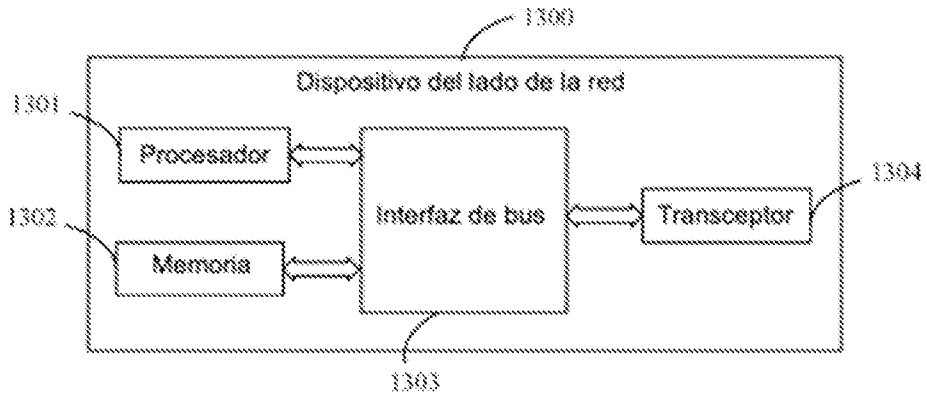 1300
Dispositivo del lado de la red
1301
Procesador
1304
Interfaz de bus
Transceptor
1302
Memoria
1303